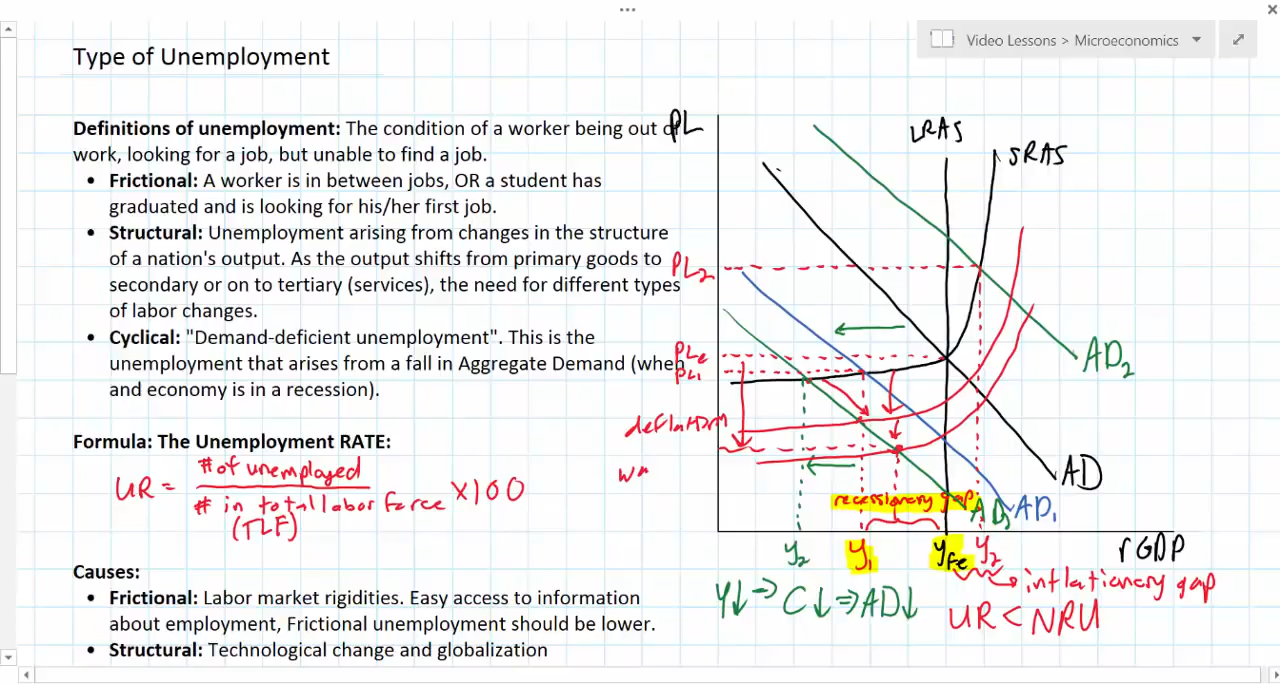 Video Lessons > Microeconomics
Type of Unemployment
Definitions of unemployment: The condition of a worker being out of
work, looking for a job, but unable to find a job.
• Frictional: A worker is in between jobs, OR a student has
graduated and is looking for his/her first job.
• Structural: Unemployment arising from changes in the structure
of a nation's output. As the output shifts from primary goods to
secondary or on to tertiary (services), the need for different types
of labor changes.
• Cyclical: "Demand-deficient unemployment". This is the
unemployment that arises from a fall in Aggregate Demand (when
and economy is in a recession).
Formula: The Unemployment RATE:
UR = # of unemployed
# in total labor force X100
(TLF)
Causes:
• Frictional: Labor market rigidities. Easy access to information
about employment, Frictional unemployment should be lower.
• Structural: Technological change and globalization
PL
LRAS
SRAS
PL2
AD2
PLe
PL1
deflation
AD
recessionary gap
AD1
Y2
Y1
Yfe
Y2
rGDP
inflationary gap
Y↓ => C↓ => AD↓
UR < NRU